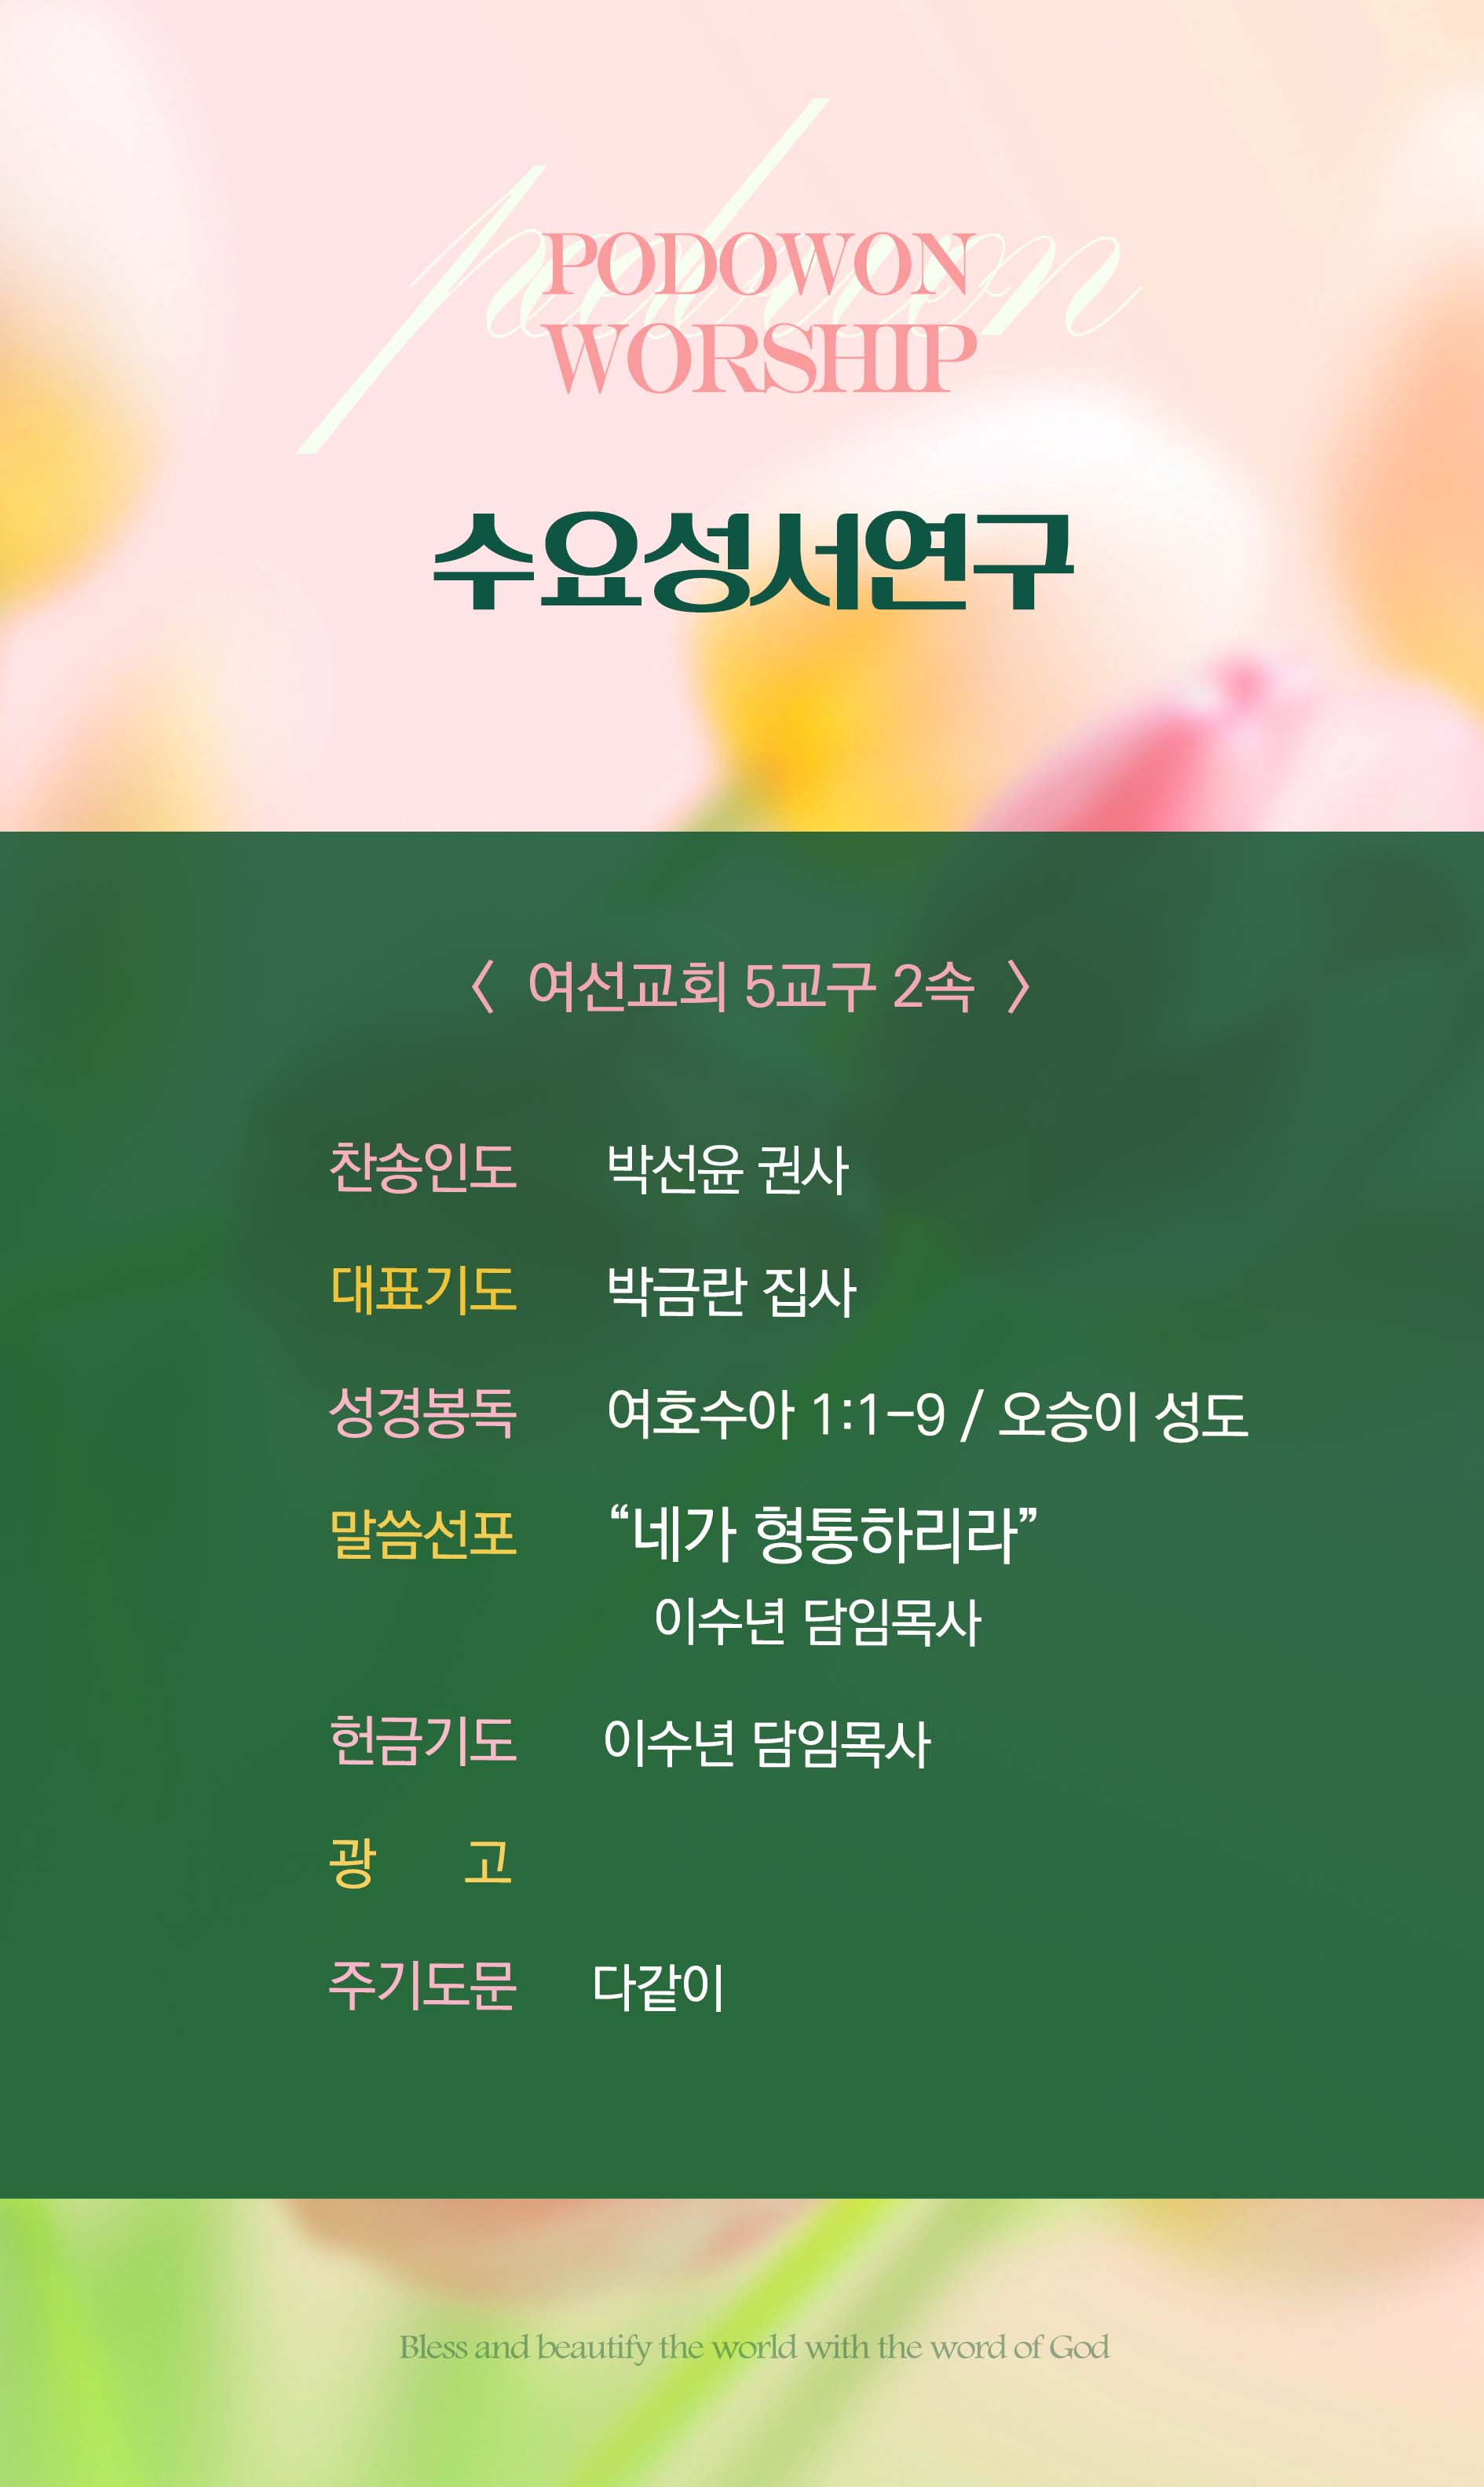 podowon
PODOWON
WORSHIP
수요성서연구
〈 여선교회 5교구 2속 〉
찬송인도 박선윤 권사
대표기도 박금란 집사
성경봉독 여호수아 1:1-9 / 오승이 성도
말씀선포 “네가 형통하리라”
이수년 담임목사
헌금기도 이수년 담임목사
광 고
주기도문 다같이
Bless and beautify the world with the word of God